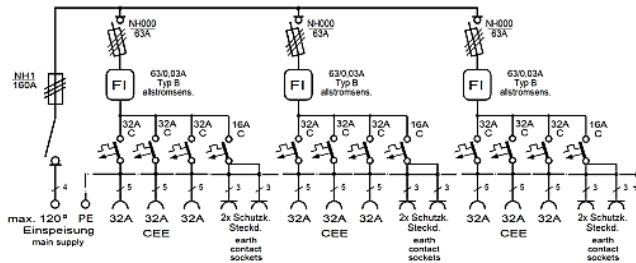 NH000
63A
NH000
63A
NH000
63A
NH1
160A
FI
63/0,03A
Typ B
allstromsens.
FI
63/0,03A
Typ B
allstromsens.
FI
63/0,03A
Typ B
allstromsens.
32A
C
32A
C
32A
C
16A
C
32A
C
32A
C
32A
C
16A
C
32A
C
32A
C
32A
C
16A
C
4
5
5
5
3
3
5
5
5
3
3
5
5
5
3
3
max. 120°
PE
32A
32A
32A
2x Schutzk.
32A
32A
32A
2x Schutzk.
32A
32A
32A
2x Schutzk.
Einspeisung
CEE
Steckd.
CEE
Steckd.
CEE
Steckd.
main supply
earth
contact
sockets
earth
contact
sockets
earth
contact
sockets